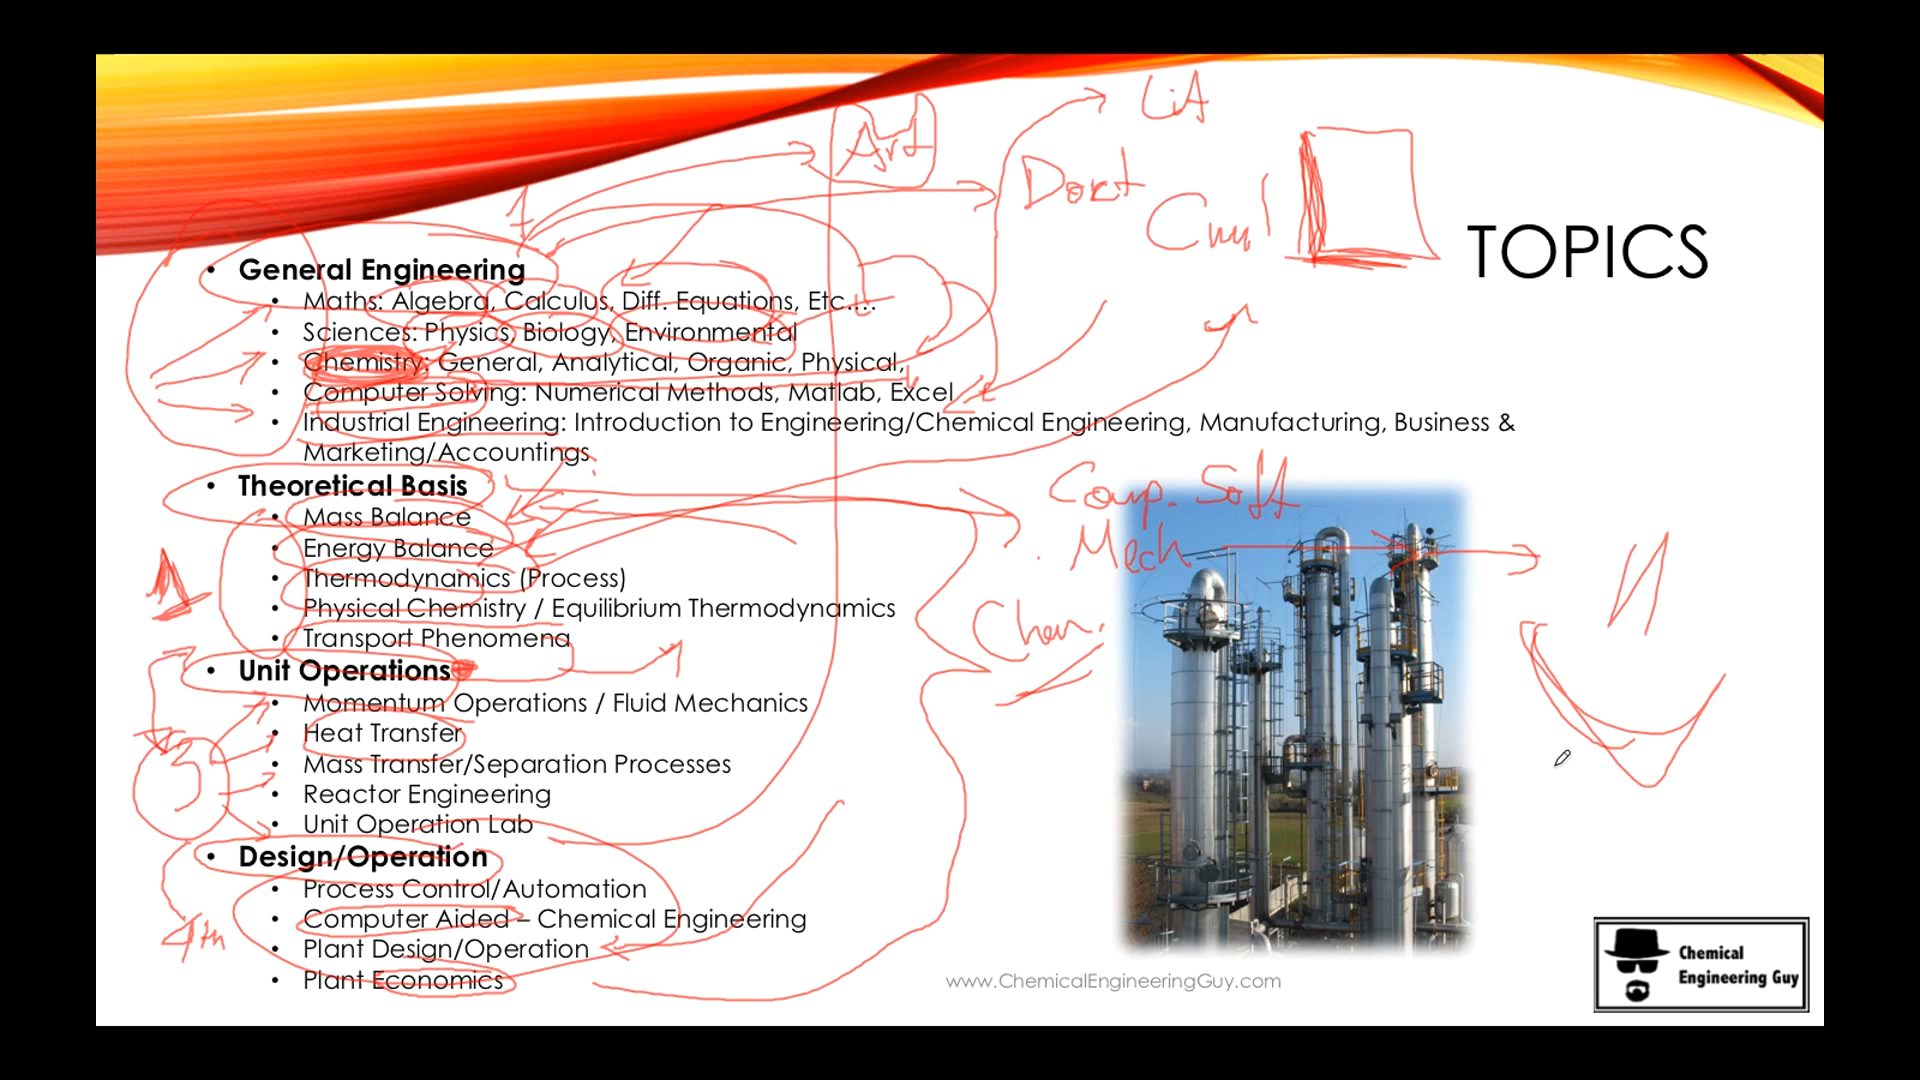 TOPICS
• General Engineering
• Maths: Algebra, Calculus, Diff. Equations, Etc….
• Sciences: Physics, Biology, Environmental
• Chemistry: General, Analytical, Organic, Physical,
• Computer Solving: Numerical Methods, Matlab, Excel
• Industrial Engineering: Introduction to Engineering/Chemical Engineering, Manufacturing, Business &
Marketing/Accountings
• Theoretical Basis
• Mass Balance
• Energy Balance
• Thermodynamics (Process)
• Physical Chemistry / Equilibrium Thermodynamics
• Transport Phenomena
• Unit Operations
• Momentum Operations / Fluid Mechanics
• Heat Transfer
• Mass Transfer/Separation Processes
• Reactor Engineering
• Unit Operation Lab
• Design/Operation
• Process Control/Automation
• Computer Aided – Chemical Engineering
• Plant Design/Operation
• Plant Economics
Lit
Comp. Soft
Mech
Chem.
1
3
4th
www.ChemicalEngineeringGuy.com
Chemical
Engineering Guy